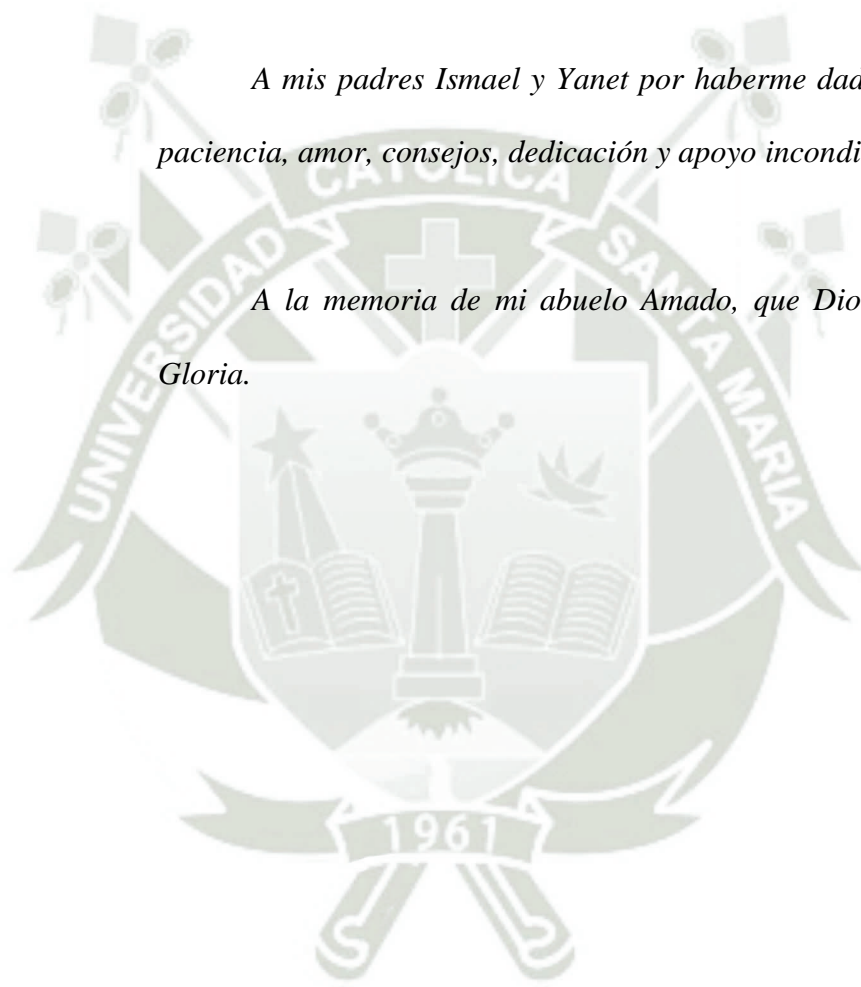 A mis padres Ismael y Yanet por haberme
paciencia, amor, consejos, dedicación y apoyo
CATOLICA
UNIVERSIDAD
SANTA MARIA
A la memoria de mi abuelo Amado, que
Gloria.
1961